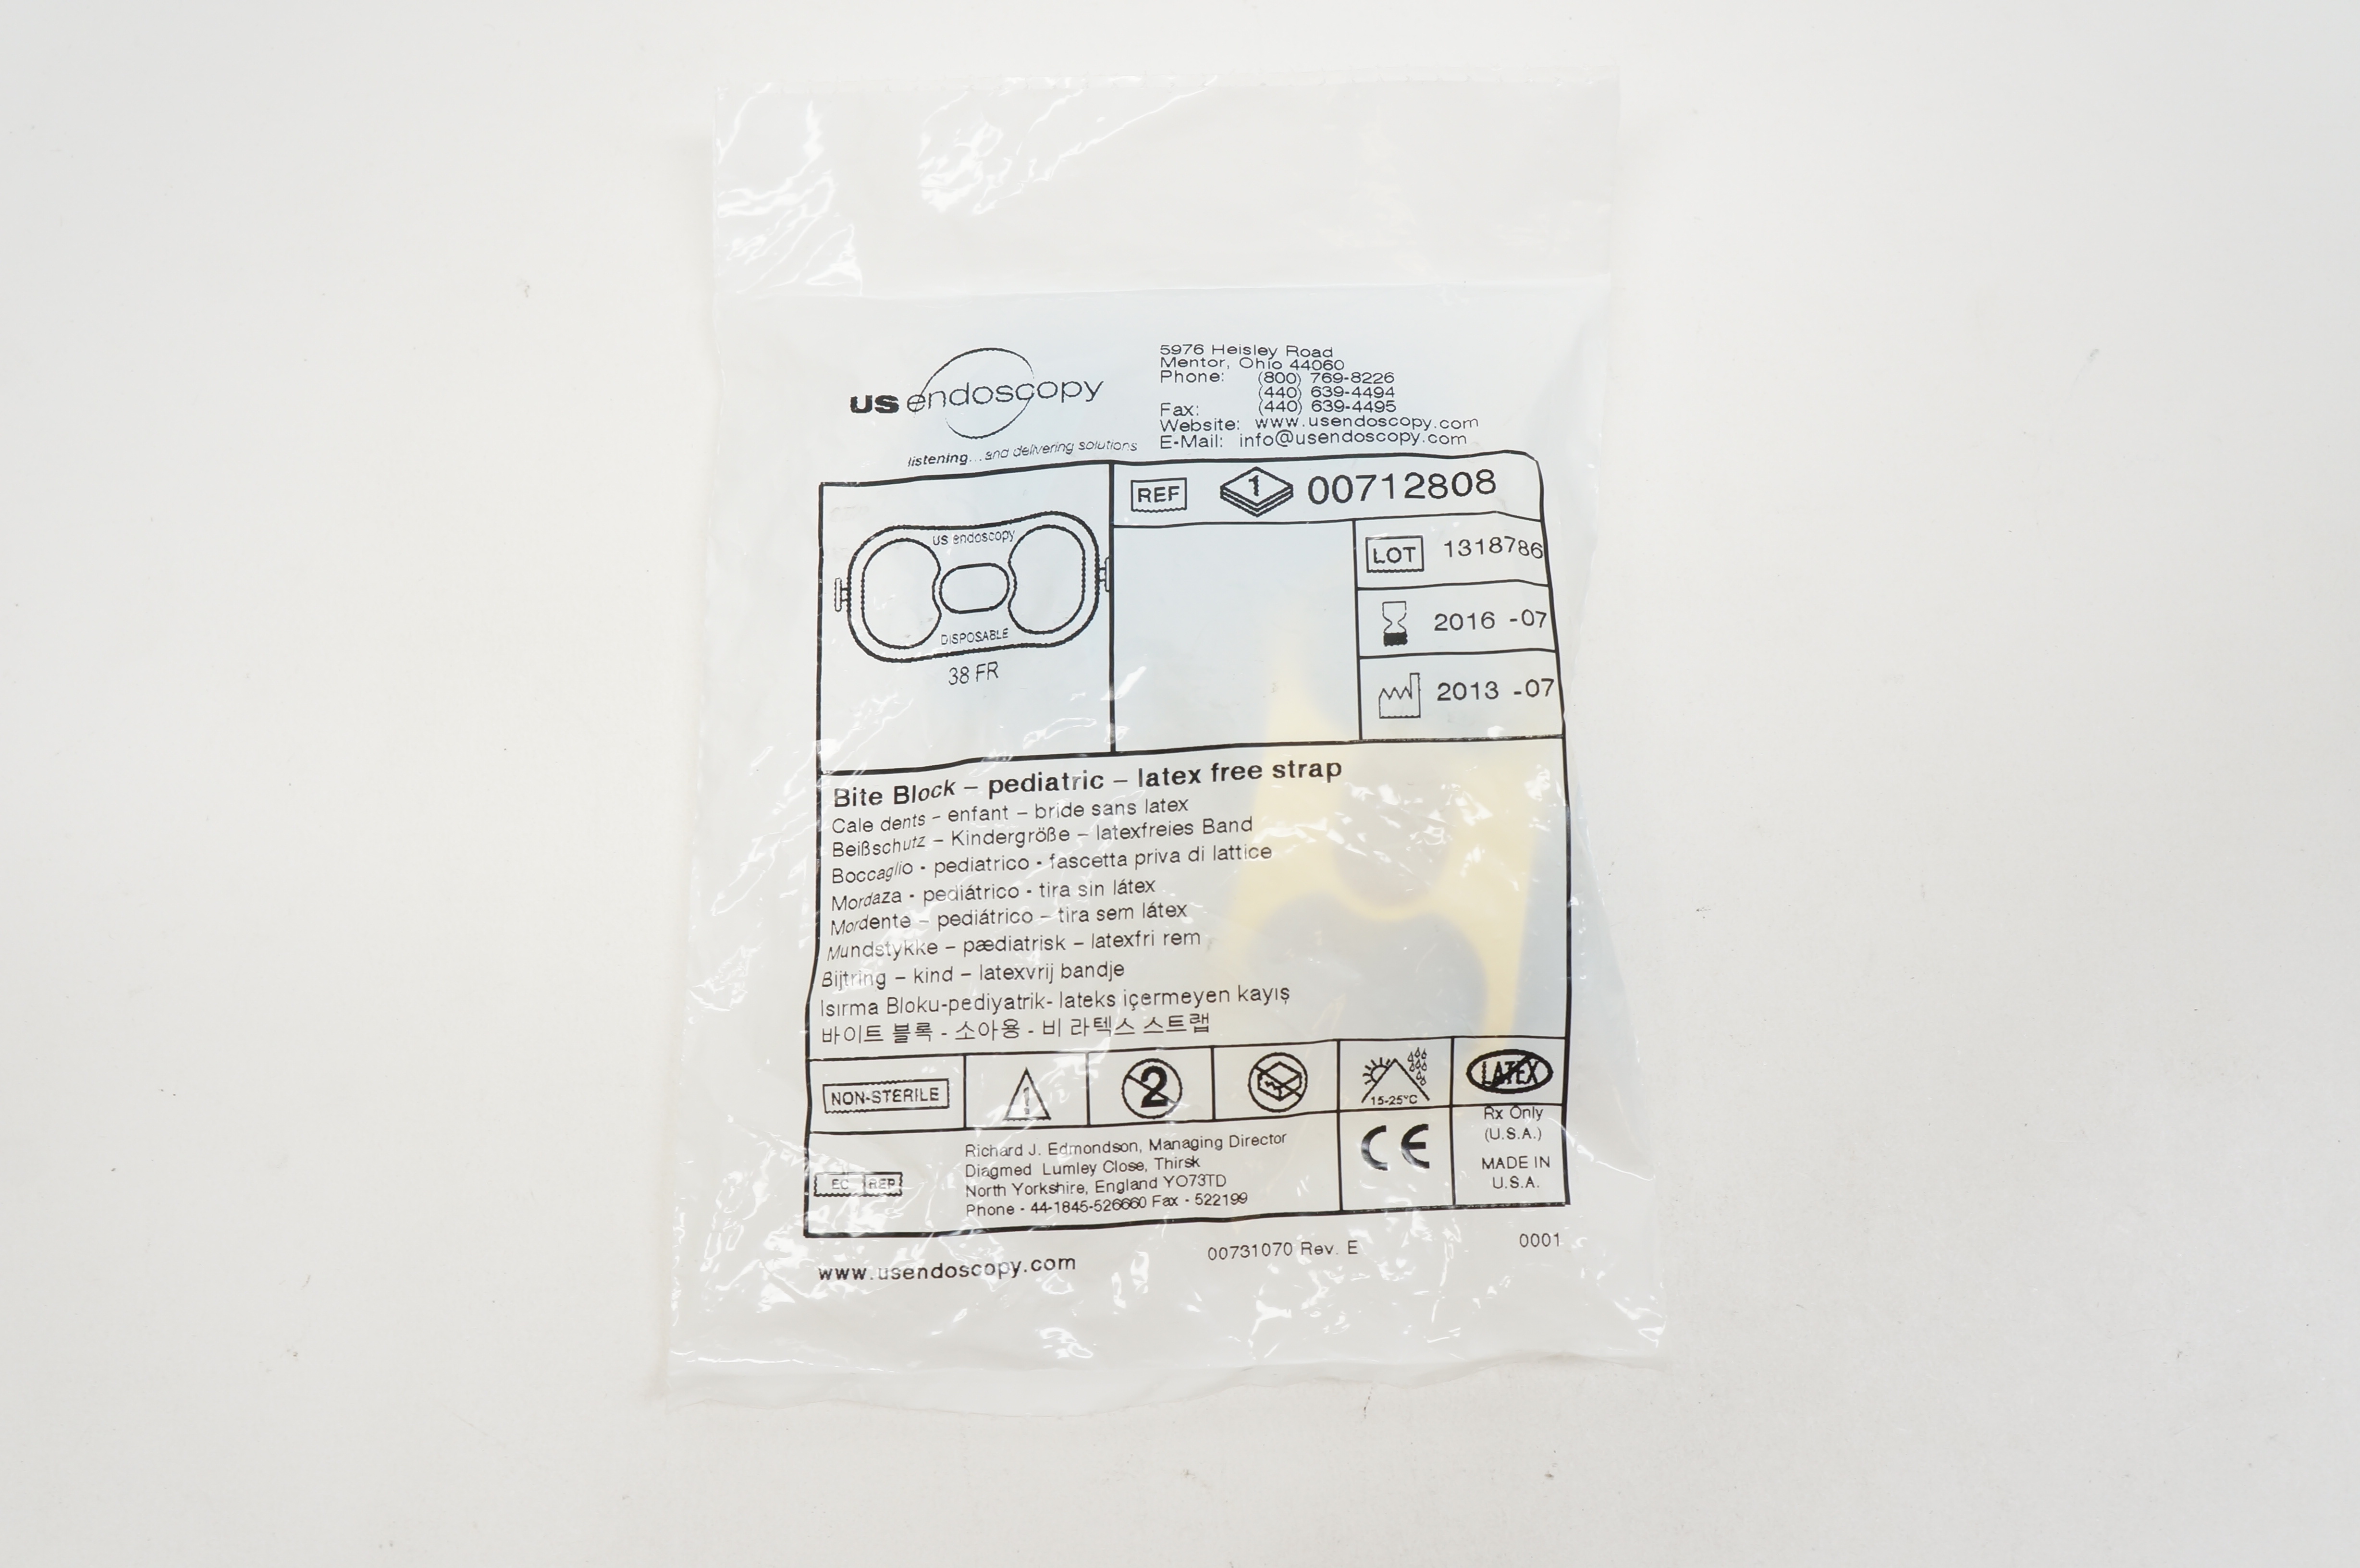 us endoscopy
listening...and delivering solutions
5976 Heisley Road
Mentor, Ohio 44060
Phone: (800) 769-8226
(440) 639-4494
Fax: (440) 639-4495
Website: www.usendoscopy.com
E-Mail: info@usendoscopy.com
us endoscopy
DISPOSABLE
38 FR
REF 1 00712808
LOT 1318786
2016 -07
2013 -07
Bite Block – pediatric – latex free strap
Cale dents - enfant – bride sans latex
Beißschutz – Kindergröße – latexfreies Band
Boccaglio - pediatrico - fascetta priva di lattice
Mordaza - pediátrico - tira sin látex
Mordente – pediátrico – tira sem látex
Mundstykke – pædiatrisk – latexfri rem
Bijtring – kind – latexvrij bandje
Isırma Bloku-pediyatrik- lateks içermeyen kayış
바이트 블록 - 소아용 - 비 라텍스 스트랩
NON-STERILE
!
2
15-25°C
LATEX
EC REP
Richard J. Edmondson, Managing Director
Diagmed Lumley Close, Thirsk
North Yorkshire, England YO73TD
Phone - 44-1845-526660 Fax - 522199
CE
Rx Only
(U.S.A.)
MADE IN
U.S.A.
www.usendoscopy.com
00731070 Rev. E
0001